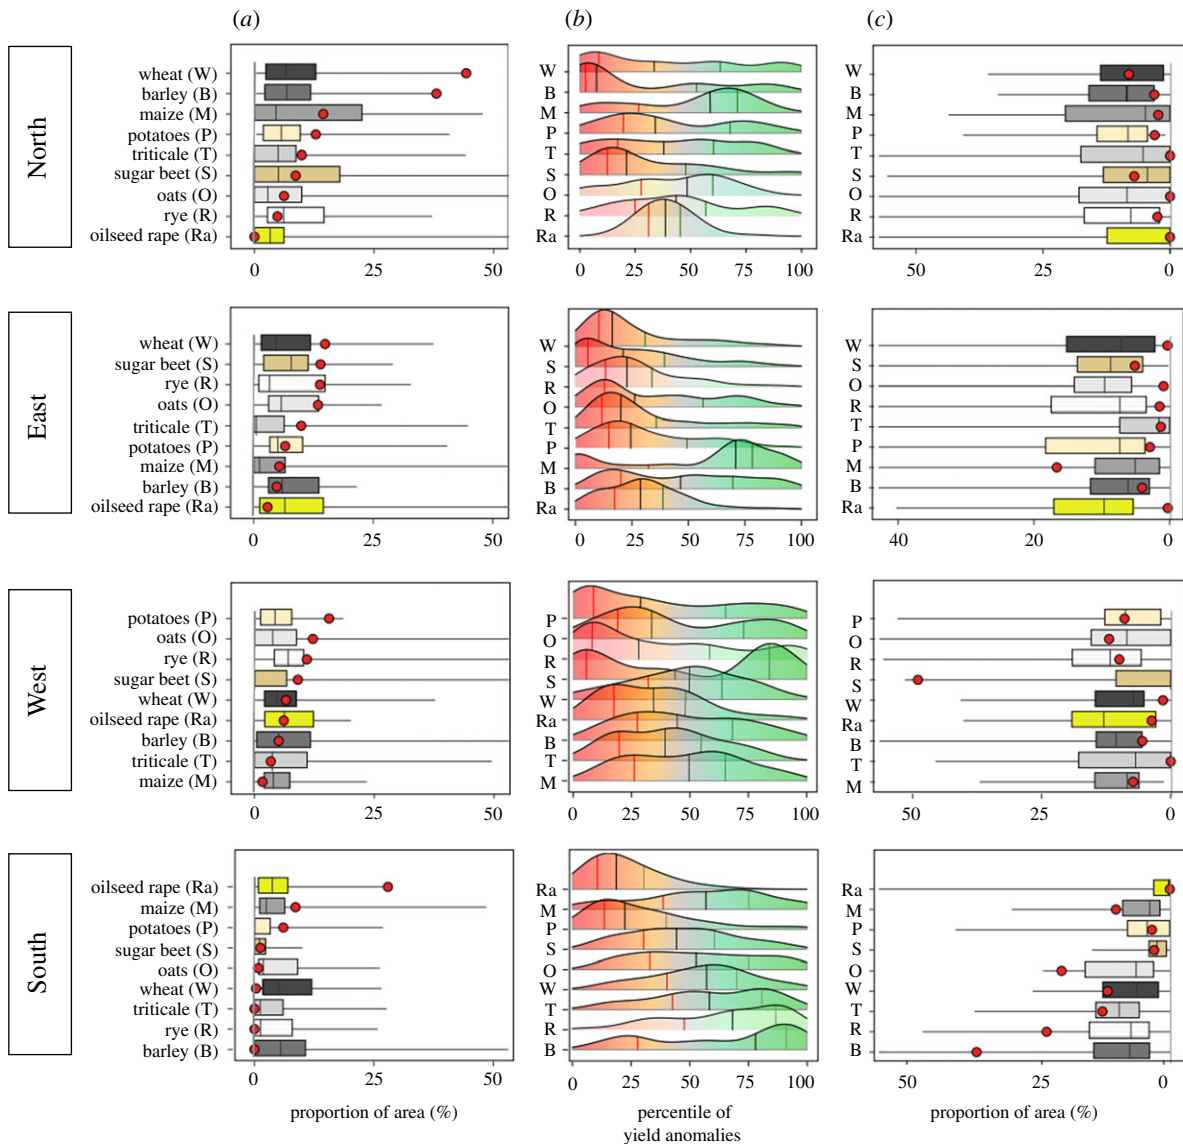 (a) (b) (c)
North
wheat (W)
barley (B)
maize (M)
potatoes (P)
triticale (T)
sugar beet (S)
oats (O)
rye (R)
oilseed rape (Ra)
0 25 50
W
B
M
P
T
S
O
R
Ra
0 25 50 75 100
W
B
M
P
T
S
O
R
Ra
50 25 0
East
wheat (W)
sugar beet (S)
rye (R)
oats (O)
triticale (T)
potatoes (P)
maize (M)
barley (B)
oilseed rape (Ra)
0 25 50
W
S
R
O
T
P
M
B
Ra
0 25 50 75 100
W
S
O
R
T
P
M
B
Ra
40 20 0
West
potatoes (P)
oats (O)
rye (R)
sugar beet (S)
wheat (W)
oilseed rape (Ra)
barley (B)
triticale (T)
maize (M)
0 25 50
P
O
R
S
W
Ra
B
T
M
0 25 50 75 100
P
O
R
S
W
Ra
B
T
M
50 25 0
South
oilseed rape (Ra)
maize (M)
potatoes (P)
sugar beet (S)
oats (O)
wheat (W)
triticale (T)
rye (R)
barley (B)
0 25 50
proportion of area (%)
Ra
M
P
S
O
W
T
R
B
0 25 50 75 100
percentile of
yield anomalies
Ra
M
P
S
O
W
T
R
B
50 25 0
proportion of area (%)